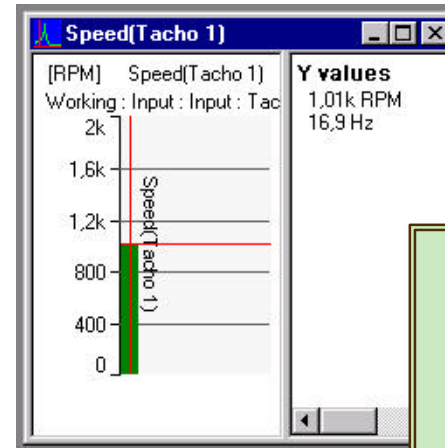 Speed(Tacho 1)
[RPM] Speed(Tacho 1)
Working : Input : Input : Tac
2k
1,6k
1,2k
800
400
0
Speed(Tacho 1)
Y values
1,01k RPM
16,9 Hz